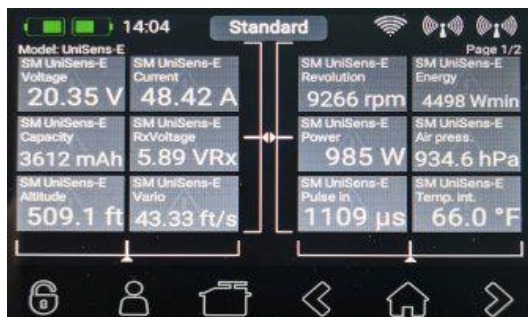 14:04 Standard
Model: UniSens-E Page 1/2
SM UniSens-E SM UniSens-E SM UniSens-E SM UniSens-E
Voltage Current Revolution Energy
20.35 V 48.42 A 9266 rpm 4498 Wmin
SM UniSens-E SM UniSens-E SM UniSens-E SM UniSens-E
Capacity RxVoltage Power Air press.
3612 mAh 5.89 VRx 985 W 934.6 hPa
SM UniSens-E SM UniSens-E SM UniSens-E SM UniSens-E
Altitude Vario Pulse in Temp. int.
509.1 ft 43.33 ft/s 1109 µs 66.0 °F